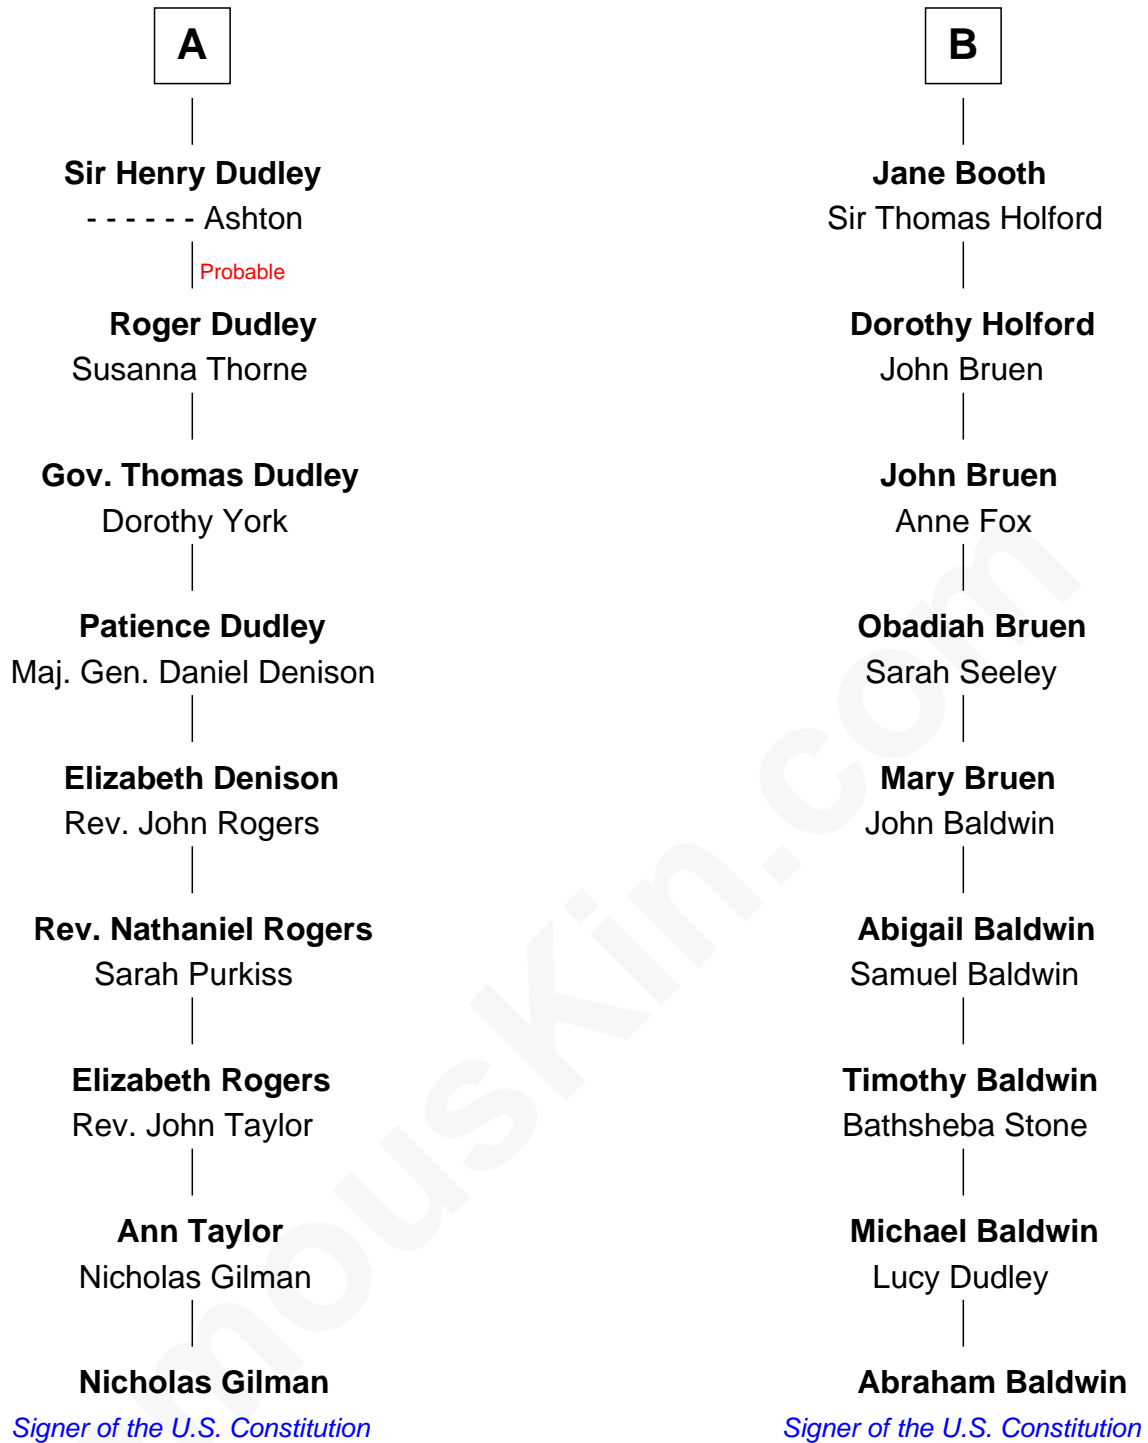 A
Sir Henry Dudley
- - - - - - Ashton
Probable
Roger Dudley
Susanna Thorne
Gov. Thomas Dudley
Dorothy York
Patience Dudley
Maj. Gen. Daniel Denison
Elizabeth Denison
Rev. John Rogers
Rev. Nathaniel Rogers
Sarah Purkiss
Elizabeth Rogers
Rev. John Taylor
Ann Taylor
Nicholas Gilman
Nicholas Gilman
Signer of the U.S. Constitution
B
Jane Booth
Sir Thomas Holford
Dorothy Holford
John Bruen
John Bruen
Anne Fox
Obadiah Bruen
Sarah Seeley
Mary Bruen
John Baldwin
Abigail Baldwin
Samuel Baldwin
Timothy Baldwin
Bathsheba Stone
Michael Baldwin
Lucy Dudley
Abraham Baldwin
Signer of the U.S. Constitution
mouskin.com